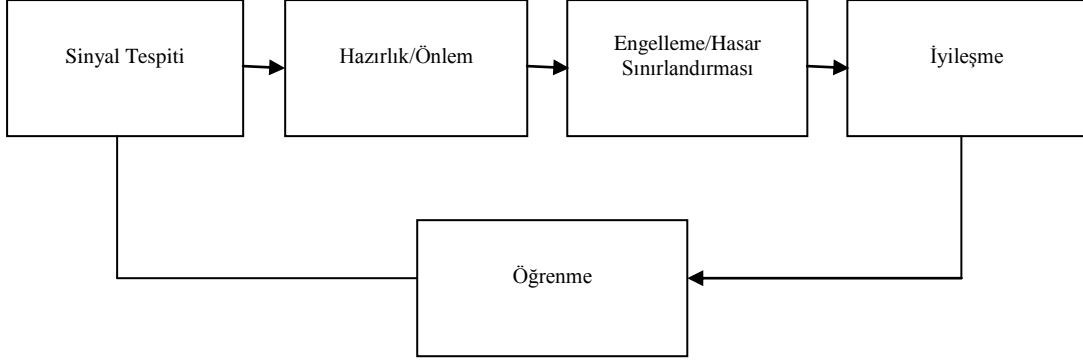 Sinyal Tespiti
Hazırlık/Önlem
Engelleme/Hasar
Sınırlandırması
İyileşme
Öğrenme